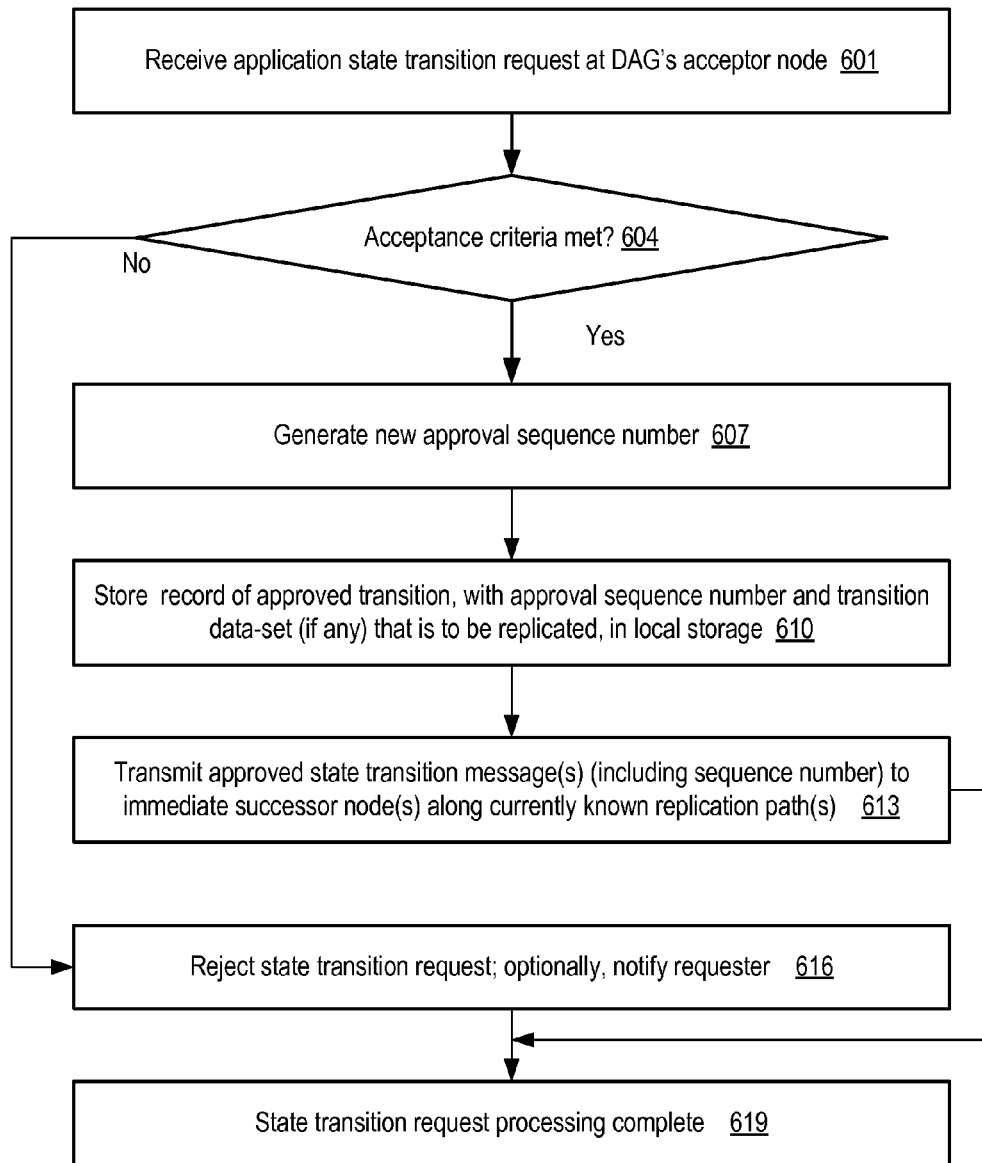 Receive application state transition request at DAG's acceptor node 601
Acceptance criteria met? 604
No
Yes
Generate new approval sequence number 607
Store record of approved transition, with approval sequence number and transition
data-set (if any) that is to be replicated, in local storage 610
Transmit approved state transition message(s) (including sequence number) to
immediate successor node(s) along currently known replication path(s) 613
Reject state transition request; optionally, notify requester 616
State transition request processing complete 619